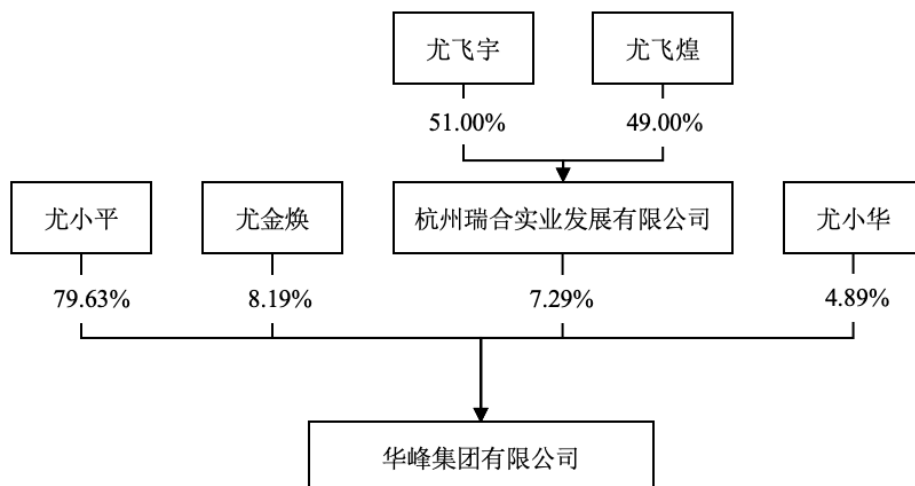 尤飞宇
尤飞煌
51.00%
49.00%
尤小平
尤金焕
杭州瑞合实业发展有限公司
尤小华
79.63%
8.19%
7.29%
4.89%
华峰集团有限公司